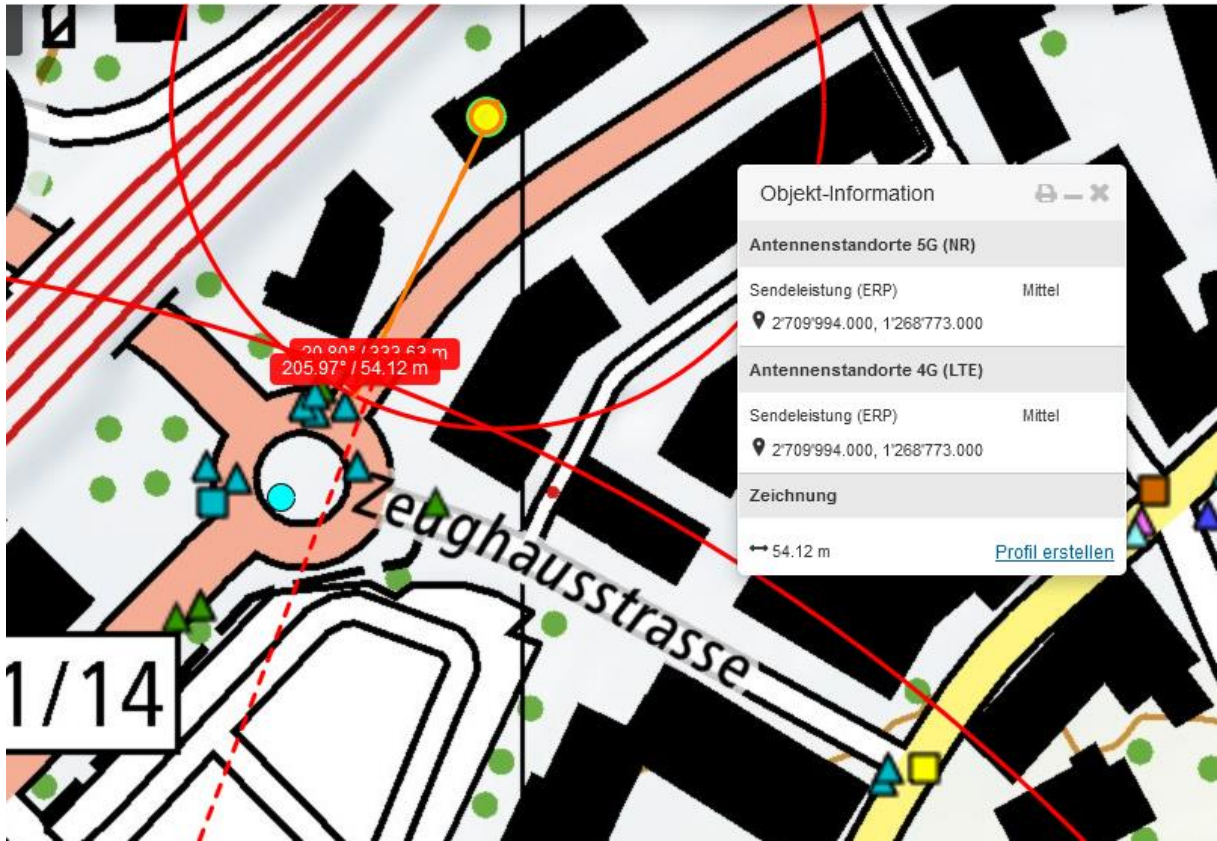 Objekt-Information
Antennenstandorte 5G (NR)
Sendeleistung (ERP) Mittel
2'709'994.000, 1'268'773.000
Antennenstandorte 4G (LTE)
Sendeleistung (ERP) Mittel
2'709'994.000, 1'268'773.000
Zeichnung
54.12 m Profil erstellen
205.97° / 54.12 m
Zeughausstrasse
1/14